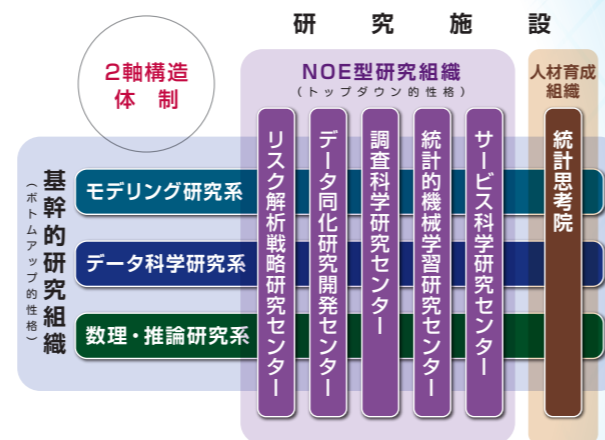 研究施設
2軸構造
体制
NOE型研究組織
(トップダウン的性格)
人材育成
組織
基幹的研究組織
(ボトムアップ的性格)
モデリング研究系
データ科学研究系
数理・推論研究系
リスク解析戦略研究センター
データ同化研究開発センター
調査科学研究センター
統計的機械学習研究センター
サービス科学研究センター
統計思考院